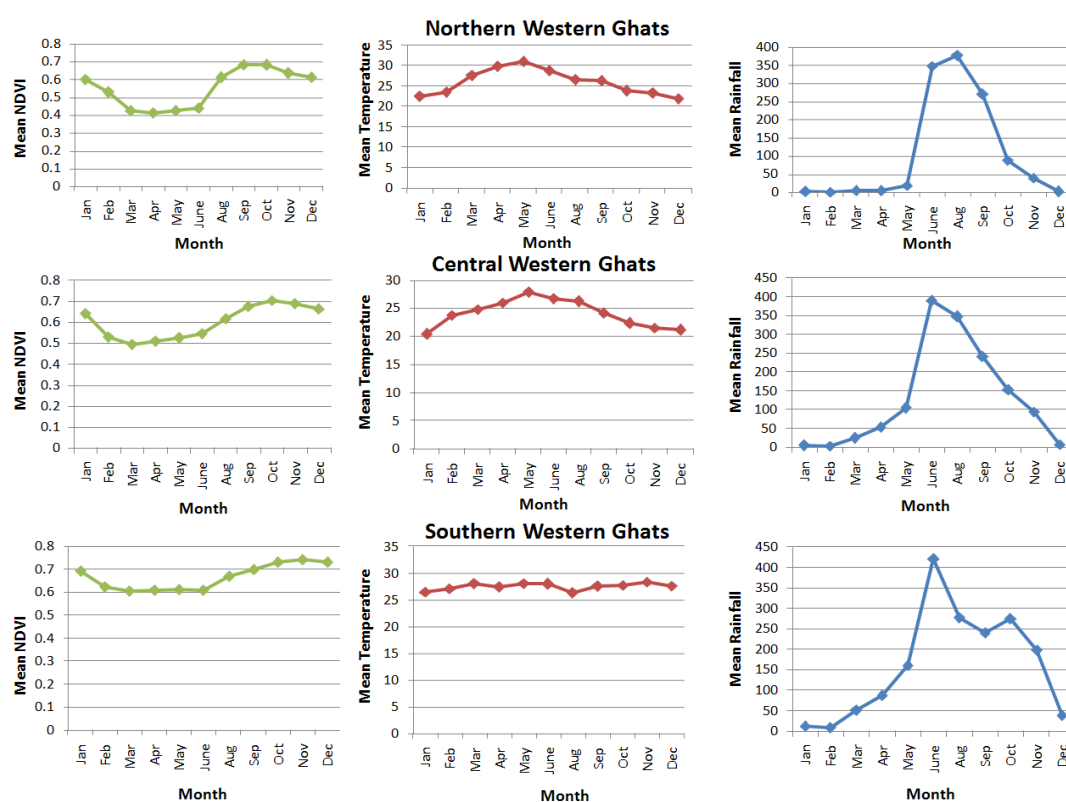 Northern Western Ghats
Mean NDVI
0.8
0.7
0.6
0.5
0.4
0.3
0.2
0.1
0
Jan Feb Mar Apr May June Aug Sep Oct Nov Dec
Month
Mean Temperature
35
30
25
20
15
10
5
0
Jan Feb Mar Apr May June Aug Sep Oct Nov Dec
Month
Mean Rainfall
400
350
300
250
200
150
100
50
0
Jan Feb Mar Apr May June Aug Sep Oct Nov Dec
Month
Central Western Ghats
Mean NDVI
0.8
0.7
0.6
0.5
0.4
0.3
0.2
0.1
0
Jan Feb Mar Apr May June Aug Sep Oct Nov Dec
Month
Mean Temperature
30
25
20
15
10
5
0
Jan Feb Mar Apr May June Aug Sep Oct Nov Dec
Month
Mean Rainfall
450
400
350
300
250
200
150
100
50
0
Jan Feb Mar Apr May June Aug Sep Oct Nov Dec
Month
Southern Western Ghats
Mean NDVI
0.8
0.7
0.6
0.5
0.4
0.3
0.2
0.1
0
Jan Feb Mar Apr May June Aug Sep Oct Nov Dec
Month
Mean Temperature
35
30
25
20
15
10
5
0
Jan Feb Mar Apr May June Aug Sep Oct Nov Dec
Month
Mean Rainfall
450
400
350
300
250
200
150
100
50
0
Jan Feb Mar Apr May June Aug Sep Oct Nov Dec
Month